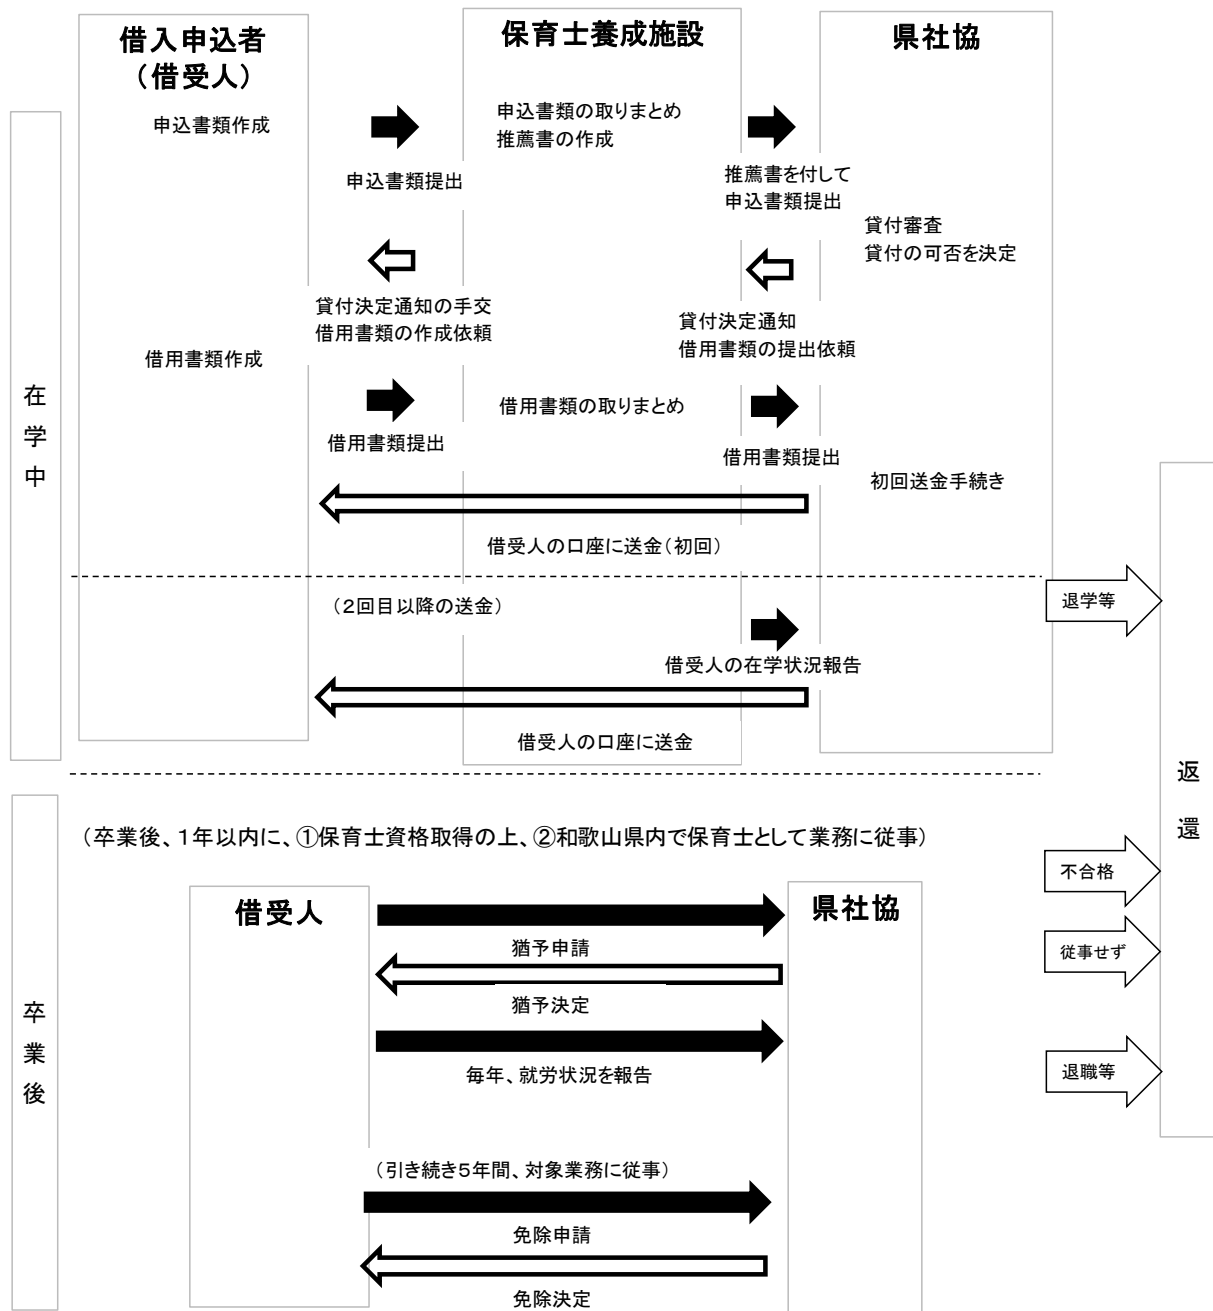 借入申込者
（借受人）
保育士養成施設
県社協
在学中
申込書類作成
申込書類の取りまとめ
推薦書の作成
申込書類提出
推薦書を付して
申込書類提出
貸付審査
貸付の可否を決定
貸付決定通知の手交
借用書類の作成依頼
貸付決定通知
借用書類の提出依頼
借用書類作成
借用書類の取りまとめ
借用書類提出
借用書類提出
初回送金手続き
借受人の口座に送金（初回）
（２回目以降の送金）
退学等
借受人の在学状況報告
借受人の口座に送金
返還
（卒業後、１年以内に、①保育士資格取得の上、②和歌山県内で保育士として業務に従事）
不合格
卒業後
借受人
県社協
猶予申請
従事せず
猶予決定
毎年、就労状況を報告
退職等
（引き続き５年間、対象業務に従事）
免除申請
免除決定